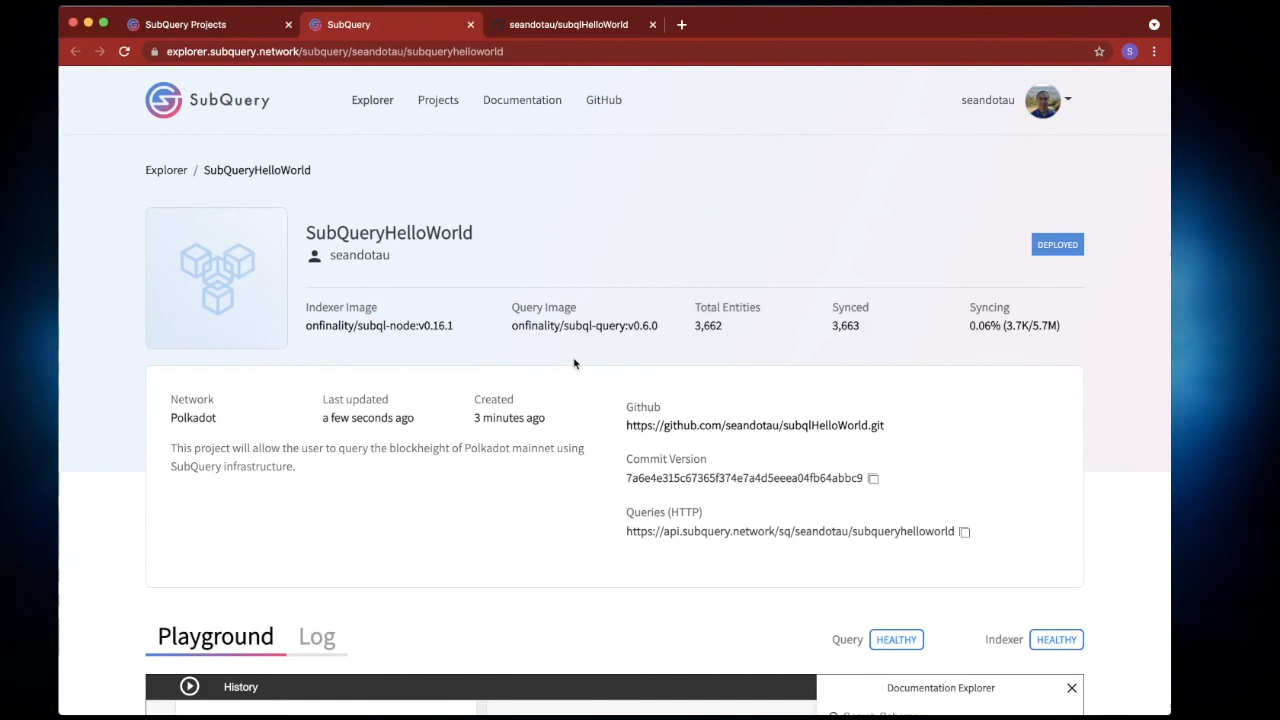 SubQuery Projects
SubQuery
seandotau/subqlHelloWorld
explorer.subquery.network/subquery/seandotau/subqueryhelloworld
S
SubQuery
Explorer
Projects
Documentation
GitHub
seandotau
Explorer / SubQueryHelloWorld
SubQueryHelloWorld
seandotau
DEPLOYED
Indexer Image
onfinality/subql-node:v0.16.1
Query Image
onfinality/subql-query:v0.6.0
Total Entities
3,662
Synced
3,663
Syncing
0.06% (3.7K/5.7M)
Network
Polkadot
Last updated
a few seconds ago
Created
3 minutes ago
This project will allow the user to query the blockheight of Polkadot mainnet using
SubQuery infrastructure.
Github
https://github.com/seandotau/subqlHelloWorld.git
Commit Version
7a6e4e315c67365f374e7a4d5eeea04fb64abbc9
Queries (HTTP)
https://api.subquery.network/sq/seandotau/subqueryhelloworld
Playground
Log
Query HEALTHY
Indexer HEALTHY
History
Documentation Explorer